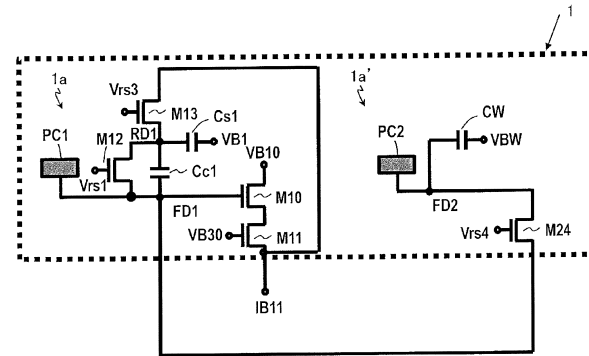 1
1a
1a'
Vrs3
M13
Cs1
CW
PC1
M12
RD1
VB1
PC2
VBW
VB10
Vrs1
Cc1
M10
FD1
FD2
VB30
M11
Vrs4
M24
IB11